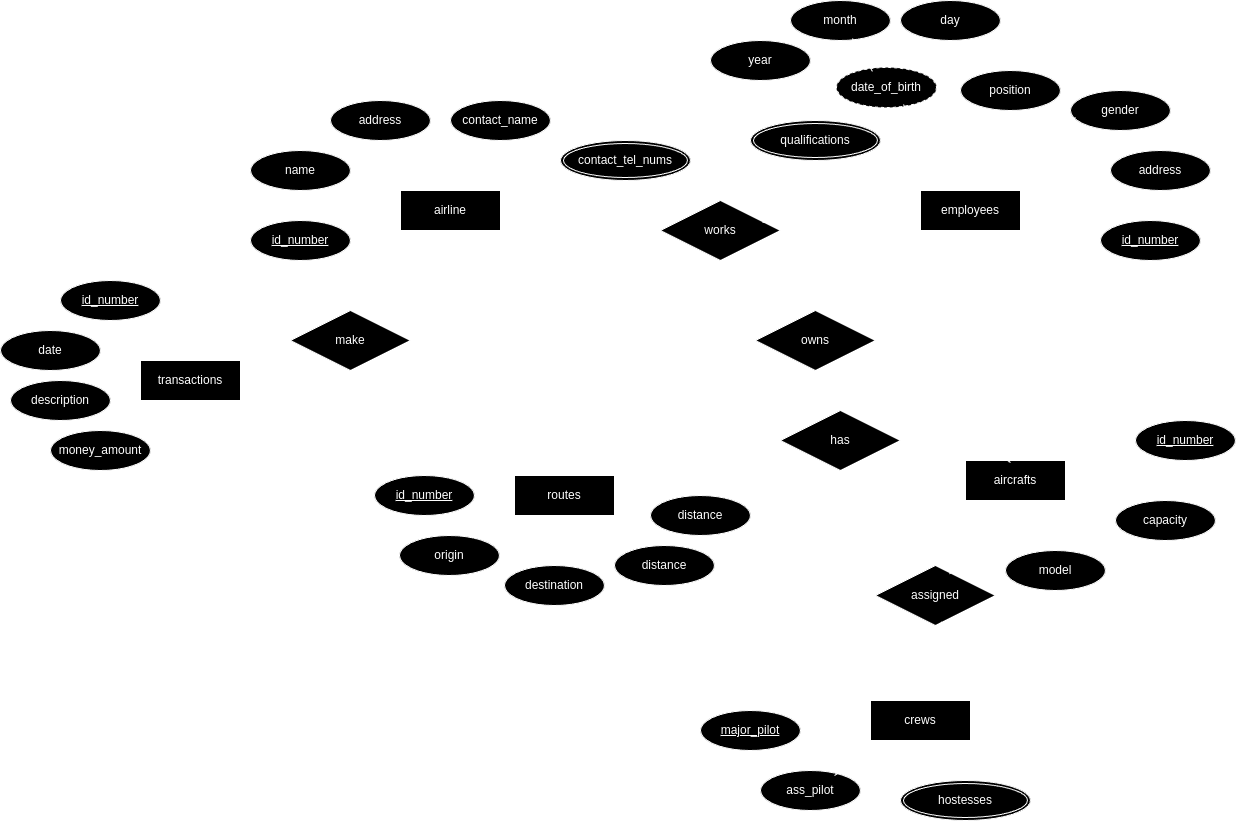 month
day
year
date_of_birth
position
gender
address
contact_name
qualifications
contact_tel_nums
name
address
airline
works
employees
id_number
id_number
id_number
make
owns
date
transactions
description
has
money_amount
id_number
aircrafts
id_number
routes
distance
capacity
origin
distance
model
destination
assigned
crews
major_pilot
ass_pilot
hostesses